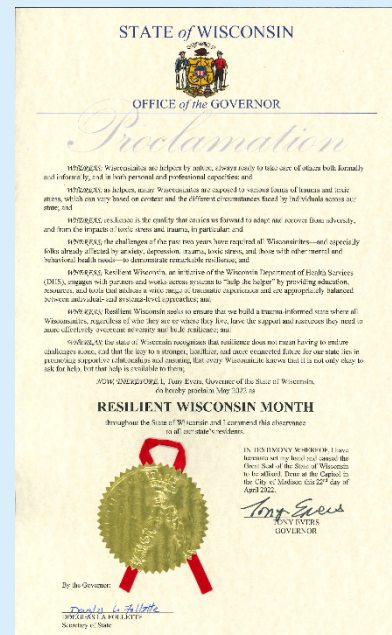 STATE of WISCONSIN
OFFICE of the GOVERNOR
Proclamation
WHEREAS; Wisconsinites are helpers by nature, always ready to take care of others both formally
and informally, and in both personal and professional capacities; and
WHEREAS; as helpers, many Wisconsinites are exposed to various forms of trauma and toxic
stress, which can vary based on context and the different circumstances faced by individuals across our
state; and
WHEREAS; resilience is the quality that carries us forward to adapt and recover from adversity,
and from the impacts of toxic stress and trauma, in particular; and
WHEREAS; the challenges of the past two years have required all Wisconsinites—and especially
folks already affected by anxiety, depression, trauma, toxic stress, and those with other mental and
behavioral health needs—to demonstrate remarkable resilience; and
WHEREAS; Resilient Wisconsin, an initiative of the Wisconsin Department of Health Services
(DHS), engages with partners and works across systems to "help the helper" by providing education,
resources, and tools that address a wide range of traumatic experiences and are appropriately balanced
between individual- and systems-level approaches; and
WHEREAS; Resilient Wisconsin seeks to ensure that we build a trauma-informed state where all
Wisconsinites, regardless of who they are or where they live, have the support and resources they need to
more effectively overcome adversity and build resilience; and
WHEREAS; the state of Wisconsin recognizes that resilience does not mean having to endure
challenges alone, and that the key to a stronger, healthier, and more connected future for our state lies in
promoting supportive relationships and ensuring that every Wisconsinite knows that it is not only okay to
ask for help, but that help is available to them;
NOW, THEREFORE, I, Tony Evers, Governor of the State of Wisconsin,
do hereby proclaim May 2022 as
RESILIENT WISCONSIN MONTH
throughout the State of Wisconsin and I commend this observance
to all our state's residents.
IN TESTIMONY WHEREOF, I have
hereunto set my hand and caused the
Great Seal of the State of Wisconsin
to be affixed. Done at the Capitol in
the City of Madison this 22nd day of
April 2022.
Tony Evers
TONY EVERS
GOVERNOR
By the Governor:
Douglas La Follette
DOUGLAS LA FOLLETTE
Secretary of State